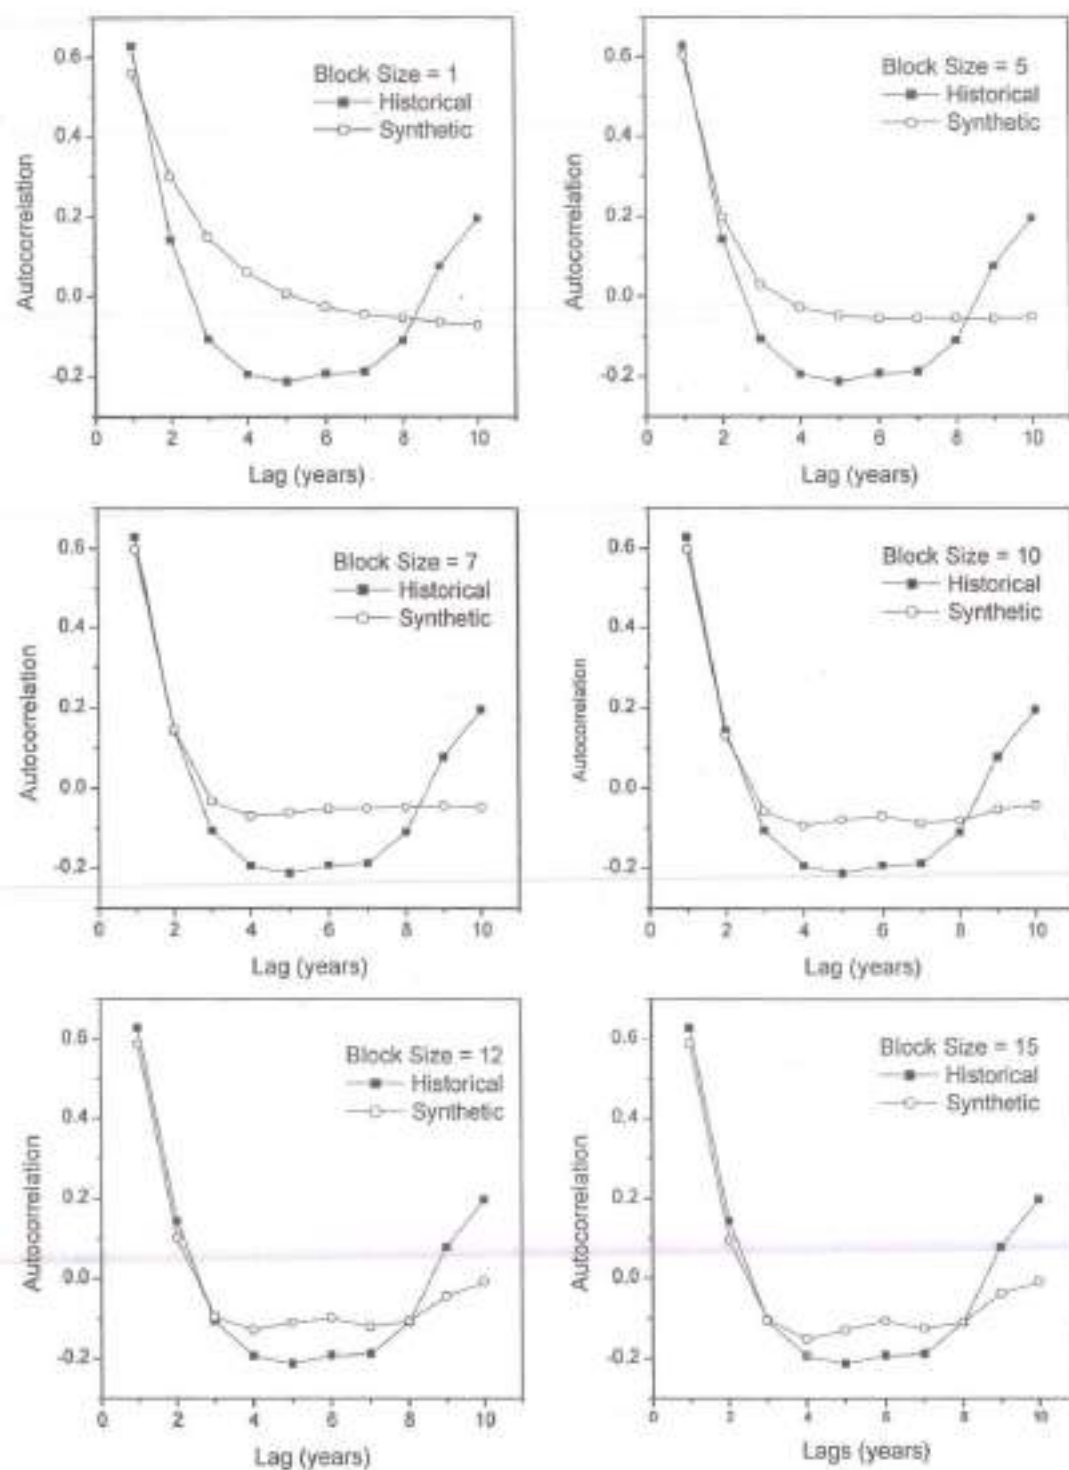 Block Size = 1
Historical
Synthetic
Autocorrelation
0.6
0.4
0.2
0.0
-0.2
0 2 4 6 8 10
Lag (years)
Block Size = 5
Historical
Synthetic
Autocorrelation
0.6
0.4
0.2
0.0
-0.2
0 2 4 6 8 10
Lag (years)
Block Size = 7
Historical
Synthetic
Autocorrelation
0.6
0.4
0.2
0.0
-0.2
0 2 4 6 8 10
Lag (years)
Block Size = 10
Historical
Synthetic
Autocorrelation
0.6
0.4
0.2
0.0
-0.2
0 2 4 6 8 10
Lag (years)
Block Size = 12
Historical
Synthetic
Autocorrelation
0.6
0.4
0.2
0.0
-0.2
0 2 4 6 8 10
Lag (years)
Block Size = 15
Historical
Synthetic
Autocorrelation
0.6
0.4
0.2
0.0
-0.2
0 2 4 6 8 10
Lags (years)